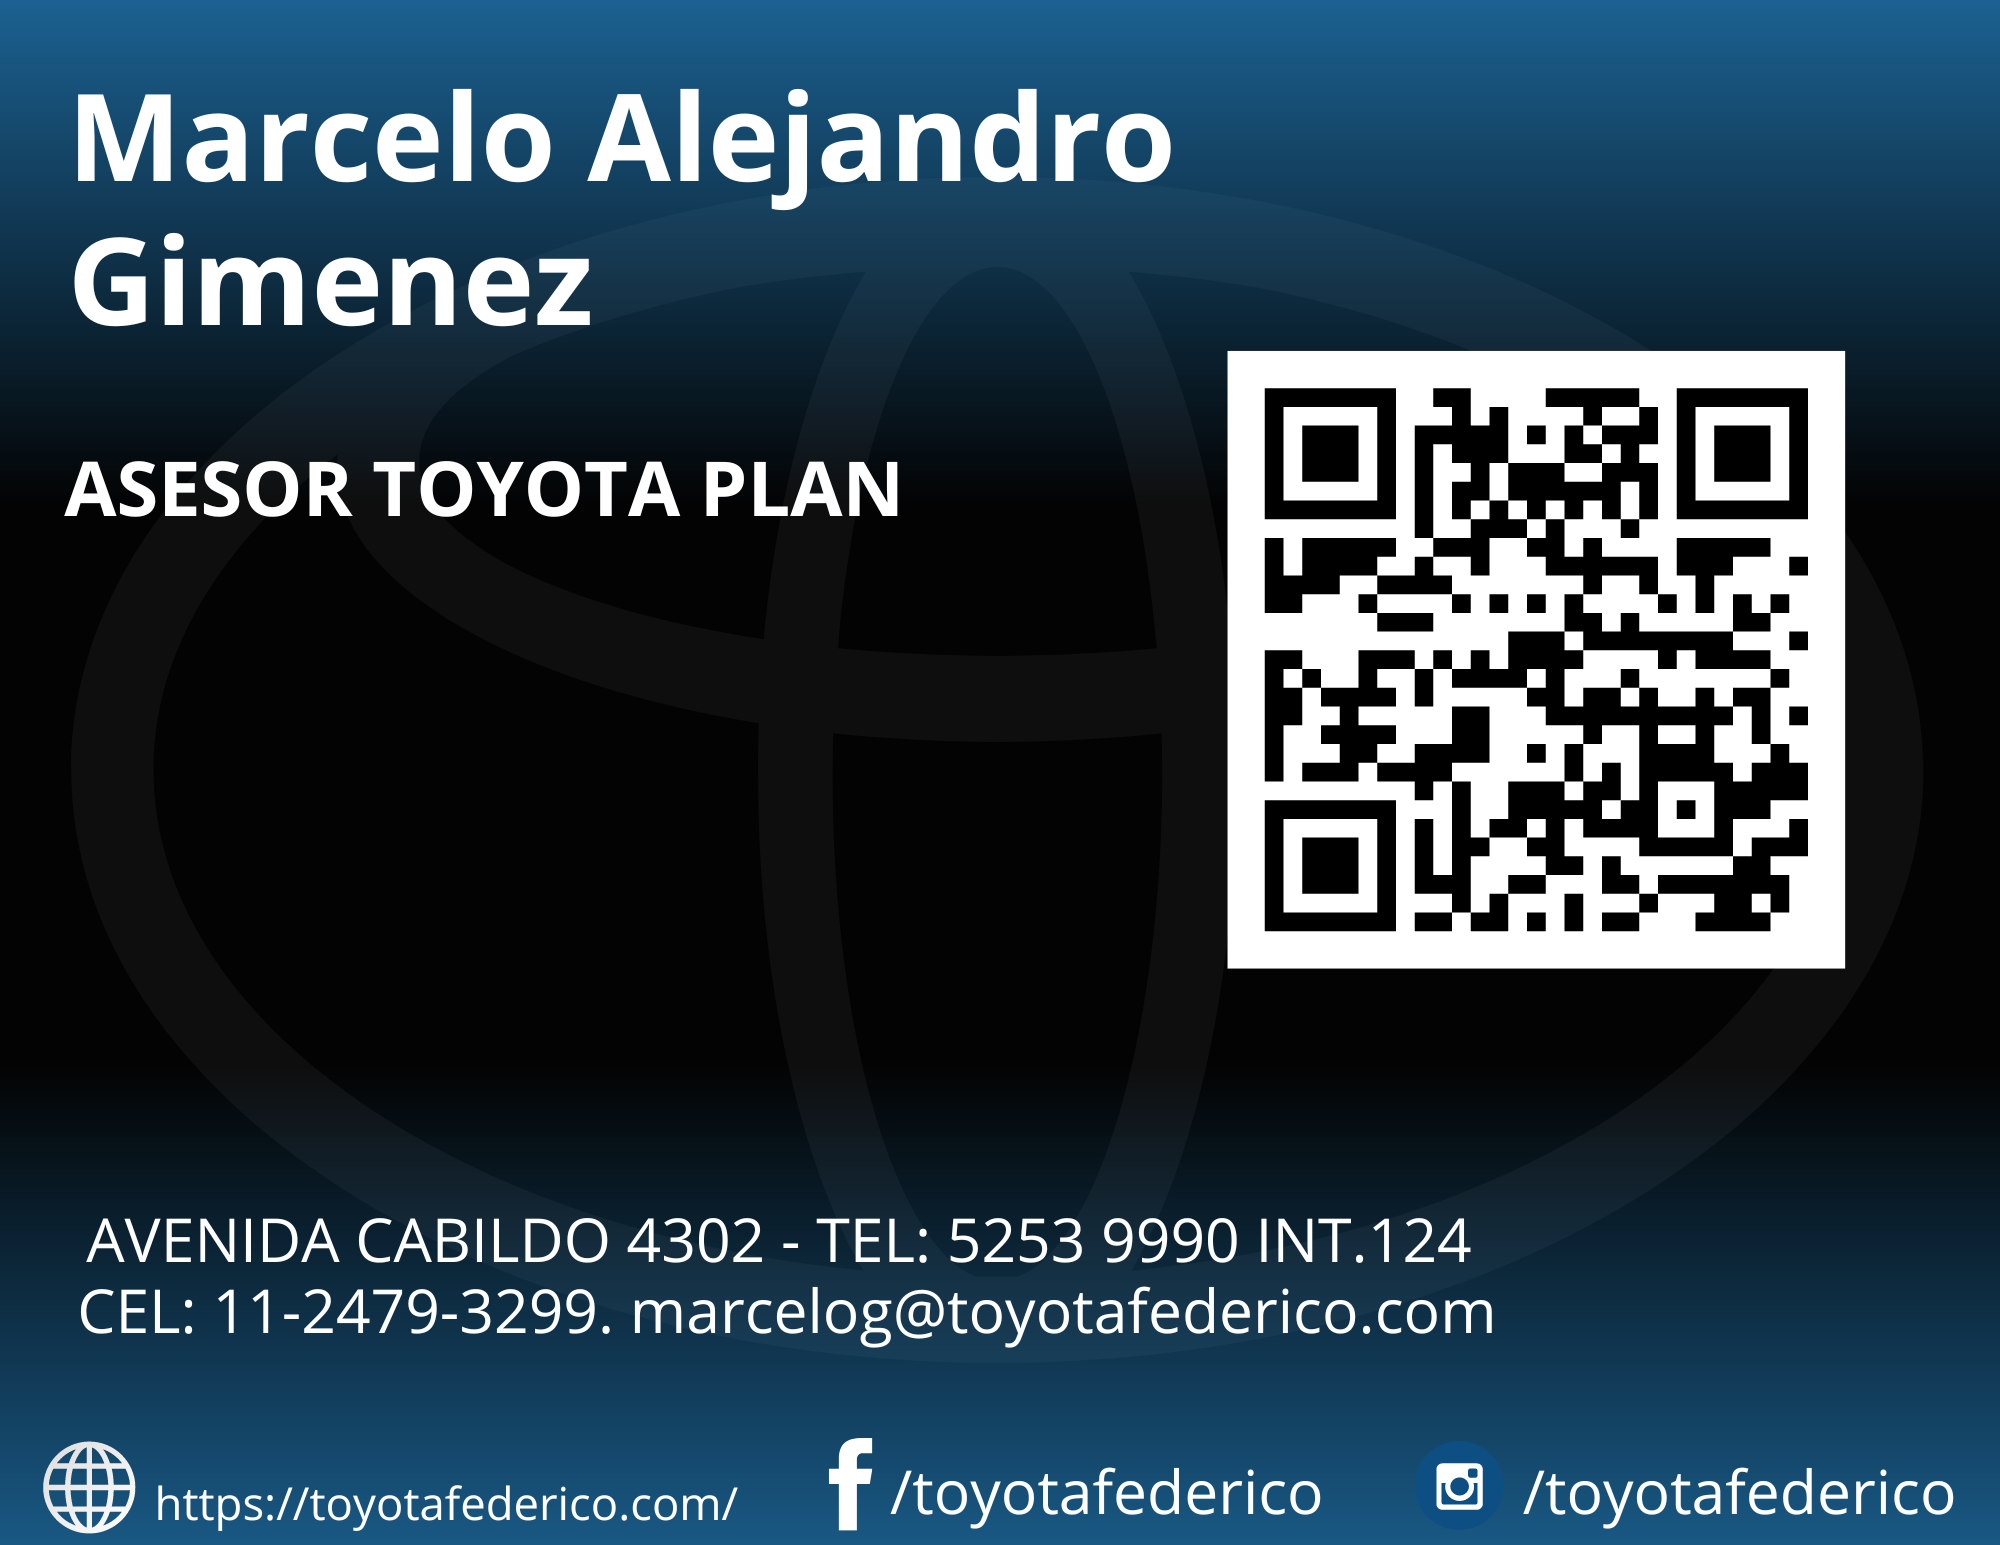 Marcelo Alejandro
Gimenez
ASESOR TOYOTA PLAN
AVENIDA CABILDO 4302 - TEL: 5253 9990 INT.124
CEL: 11-2479-3299. marcelog@toyotafederico.com
https://toyotafederico.com/ /toyotafederico /toyotafederico